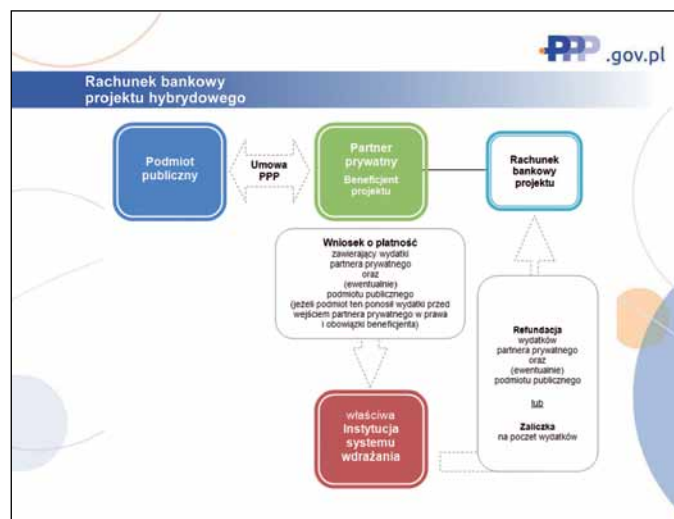 PPP.gov.pl
Rachunek bankowy
projektu hybrydowego
Podmiot
publiczny
Umowa
PPP
Partner
prywatny
Beneficjent
projektu
Rachunek
bankowy
projektu
Wniosek o płatność
zawierający wydatki
partnera prywatnego
oraz
(ewentualnie)
podmiotu publicznego
(jeżeli podmiot ten ponosił wydatki przed
wejściem partnera prywatnego w prawa
i obowiązki beneficjenta)
Refundacja
wydatków
partnera prywatnego
oraz
(ewentualnie)
podmiotu publicznego
lub
Zaliczka
na poczet wydatków
właściwa
Instytucja
systemu
wdrażania